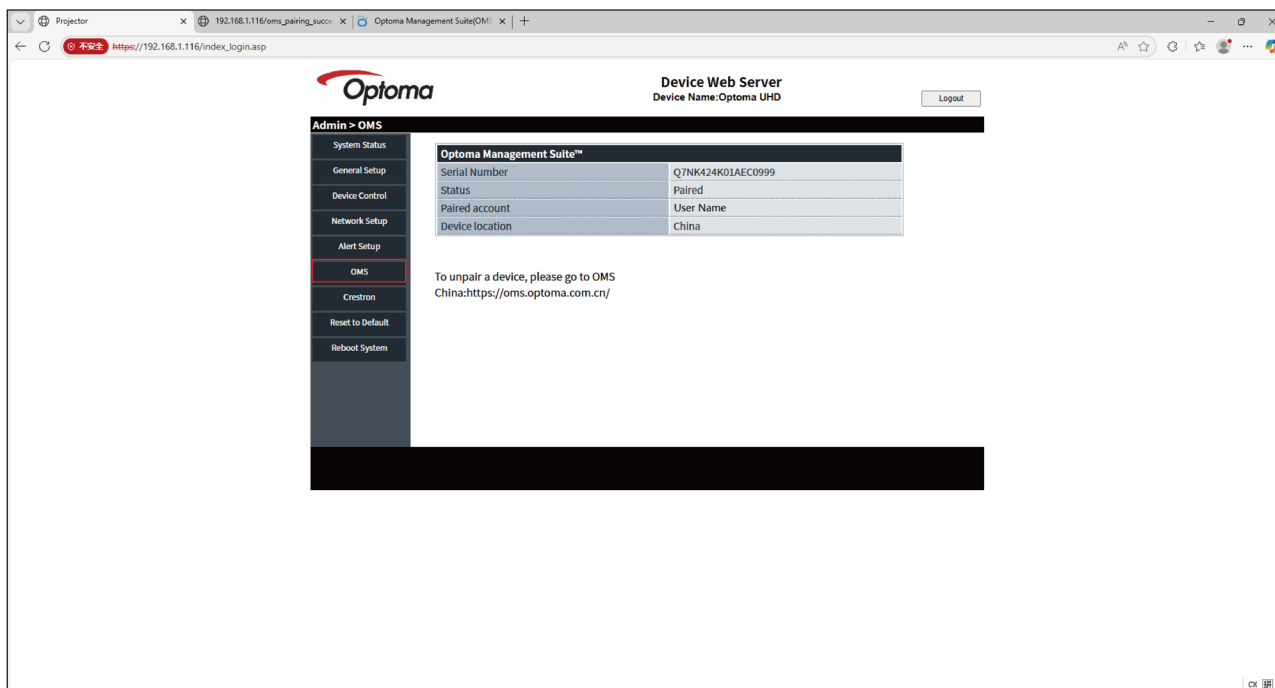 Projector
192.168.1.116/oms_pairing_succe
Optoma Management Suite(OMS
不安全 https://192.168.1.116/index_login.asp
Optoma
Device Web Server
Device Name:Optoma UHD
Logout
Admin > OMS
System Status
General Setup
Device Control
Network Setup
Alert Setup
OMS
Crestron
Reset to Default
Reboot System
Optoma Management Suite™
Serial Number Q7NK424K01AEC0999
Status Paired
Paired account User Name
Device location China
To unpair a device, please go to OMS
China:https://oms.optoma.com.cn/